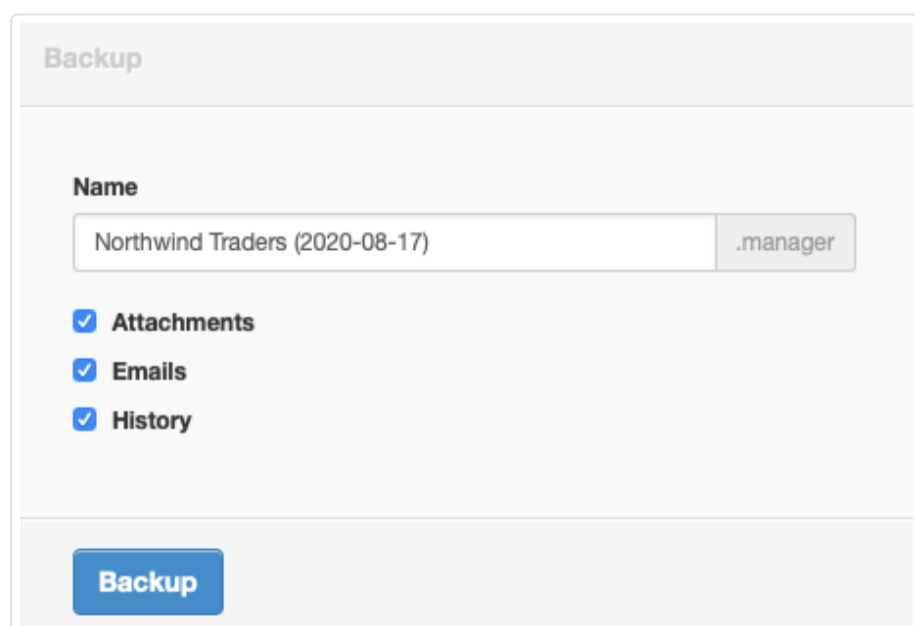 Backup
Name
Northwind Traders (2020-08-17) .manager
Attachments
Emails
History
Backup